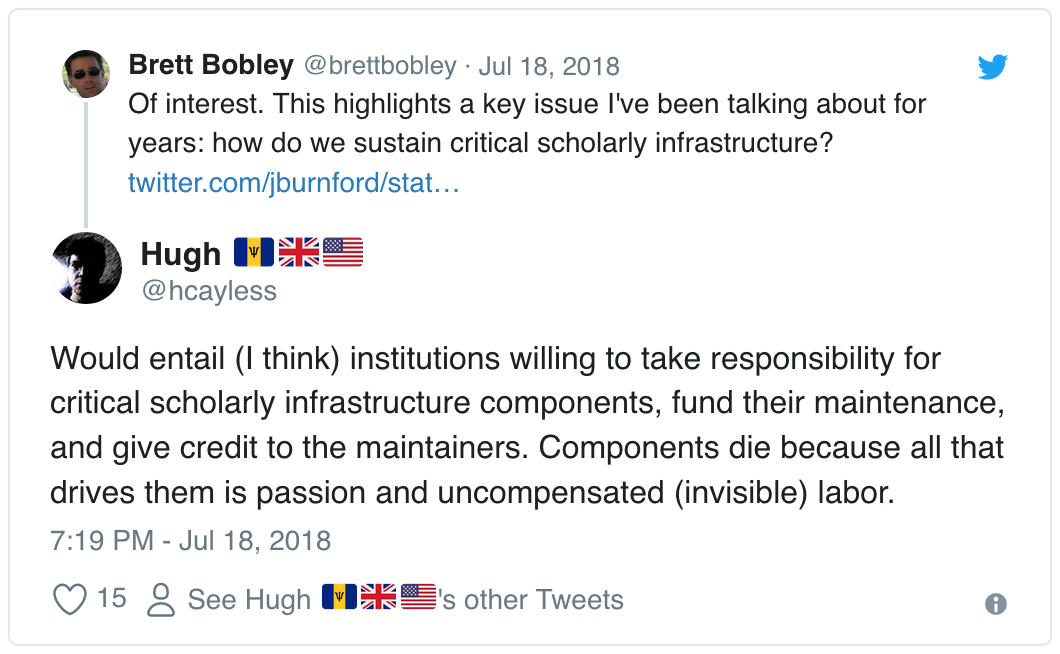 Brett Bobley @brettbobley · Jul 18, 2018
Of interest. This highlights a key issue I've been talking about for
years: how do we sustain critical scholarly infrastructure?
twitter.com/jburnford/stat…
Hugh 🇧🇧🇬🇧🇺🇸
@hcayless
Would entail (I think) institutions willing to take responsibility for
critical scholarly infrastructure components, fund their maintenance,
and give credit to the maintainers. Components die because all that
drives them is passion and uncompensated (invisible) labor.
7:19 PM - Jul 18, 2018
15 See Hugh 🇧🇧🇬🇧🇺🇸's other Tweets